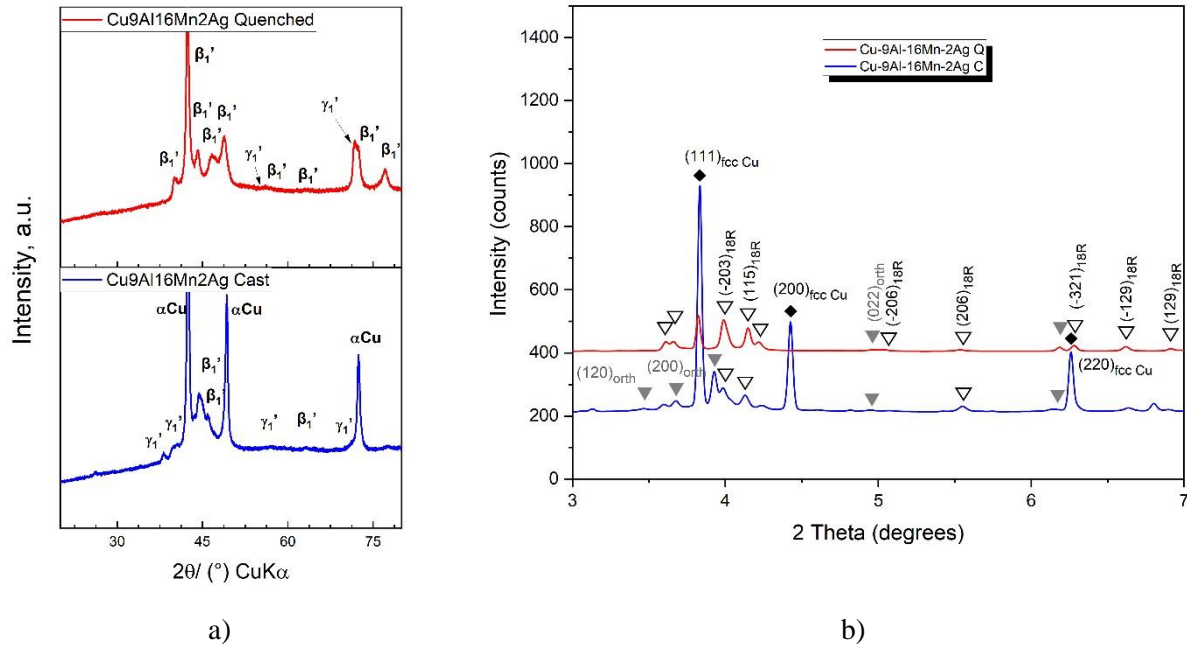 Cu9Al16Mn2Ag Quenched
β₁’
β₁’
β₁’
β₁’
β₁’
γ₁’
β₁’
β₁’
γ₁’
β₁’
β₁’
Cu9Al16Mn2Ag Cast
αCu
αCu
αCu
β₁’
β₁’
γ₁’
γ₁’
γ₁’
β₁’
γ₁’
Intensity, a.u.
30 45 60 75
2θ/ (°) CuKα
a)
Cu-9Al-16Mn-2Ag Q
Cu-9Al-16Mn-2Ag C
(111)fcc Cu
(-203)18R
(115)18R
(200)fcc Cu
(022)orth
(-206)18R
(206)18R
(-321)18R
(-129)18R
(129)18R
(120)orth
(200)orth
(220)fcc Cu
Intensity (counts)
1400
1200
1000
800
600
400
200
0
3 4 5 6 7
2 Theta (degrees)
b)